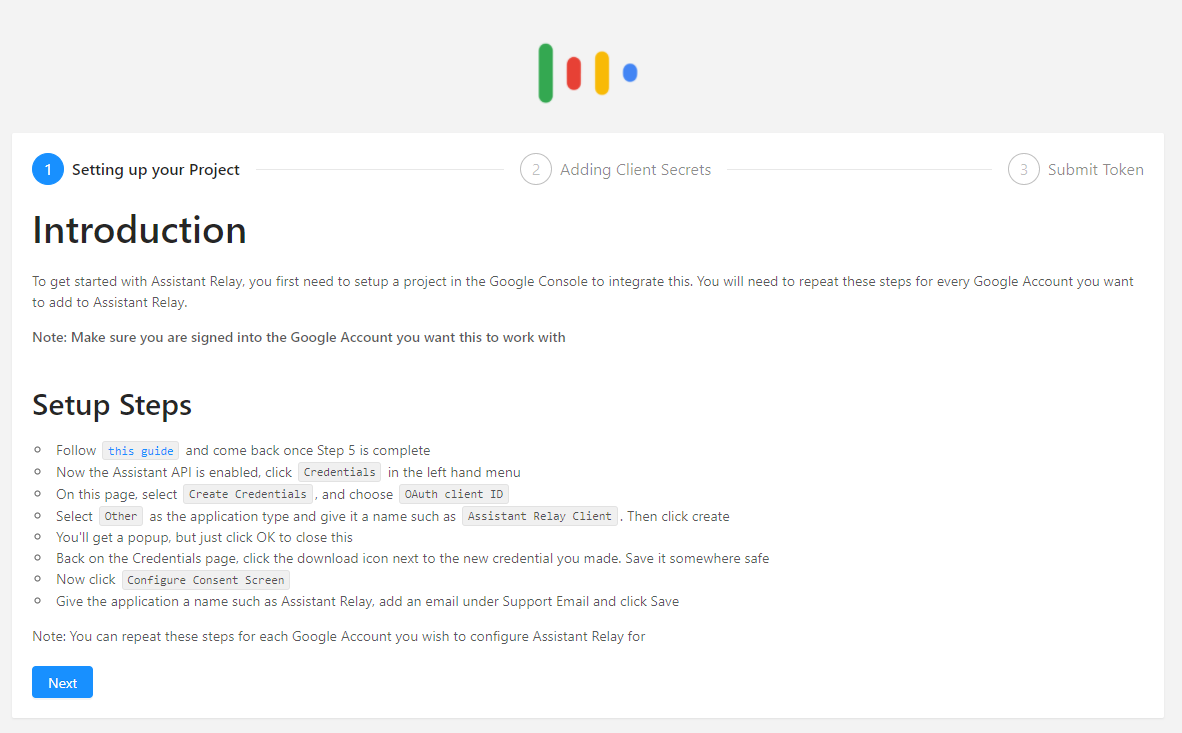 1 Setting up your Project
2 Adding Client Secrets
3 Submit Token
Introduction
To get started with Assistant Relay, you first need to setup a project in the Google Console to integrate this. You will need to repeat these steps for every Google Account you want
to add to Assistant Relay.
Note: Make sure you are signed into the Google Account you want this to work with
Setup Steps
Follow this guide and come back once Step 5 is complete
Now the Assistant API is enabled, click Credentials in the left hand menu
On this page, select Create Credentials, and choose OAuth client ID
Select Other as the application type and give it a name such as Assistant Relay Client. Then click create
You'll get a popup, but just click OK to close this
Back on the Credentials page, click the download icon next to the new credential you made. Save it somewhere safe
Now click Configure Consent Screen
Give the application a name such as Assistant Relay, add an email under Support Email and click Save
Note: You can repeat these steps for each Google Account you wish to configure Assistant Relay for
Next